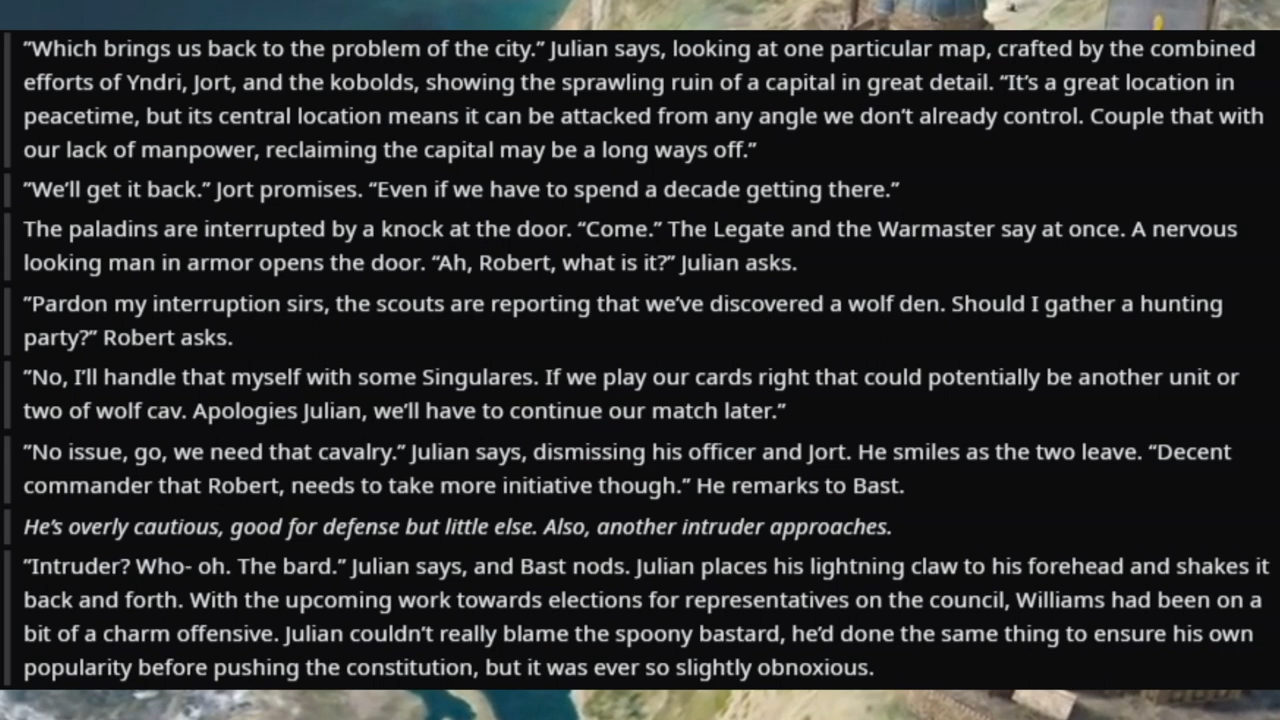 ”Which brings us back to the problem of the city.” Julian says, looking at one particular map, crafted by the combined
efforts of Yndri, Jort, and the kobolds, showing the sprawling ruin of a capital in great detail. “It’s a great location in
peacetime, but its central location means it can be attacked from any angle we don’t already control. Couple that with
our lack of manpower, reclaiming the capital may be a long ways off.”
”We’ll get it back.” Jort promises. “Even if we have to spend a decade getting there.”
The paladins are interrupted by a knock at the door. “Come.” The Legate and the Warmaster say at once. A nervous
looking man in armor opens the door. “Ah, Robert, what is it?” Julian asks.
”Pardon my interruption sirs, the scouts are reporting that we’ve discovered a wolf den. Should I gather a hunting
party?” Robert asks.
”No, I’ll handle that myself with some Singulares. If we play our cards right that could potentially be another unit or
two of wolf cav. Apologies Julian, we’ll have to continue our match later.”
”No issue, go, we need that cavalry.” Julian says, dismissing his officer and Jort. He smiles as the two leave. “Decent
commander that Robert, needs to take more initiative though.” He remarks to Bast.
He’s overly cautious, good for defense but little else. Also, another intruder approaches.
”Intruder? Who- oh. The bard.” Julian says, and Bast nods. Julian places his lightning claw to his forehead and shakes it
back and forth. With the upcoming work towards elections for representatives on the council, Williams had been on a
bit of a charm offensive. Julian couldn’t really blame the spoony bastard, he’d done the same thing to ensure his own
popularity before pushing the constitution, but it was ever so slightly obnoxious.